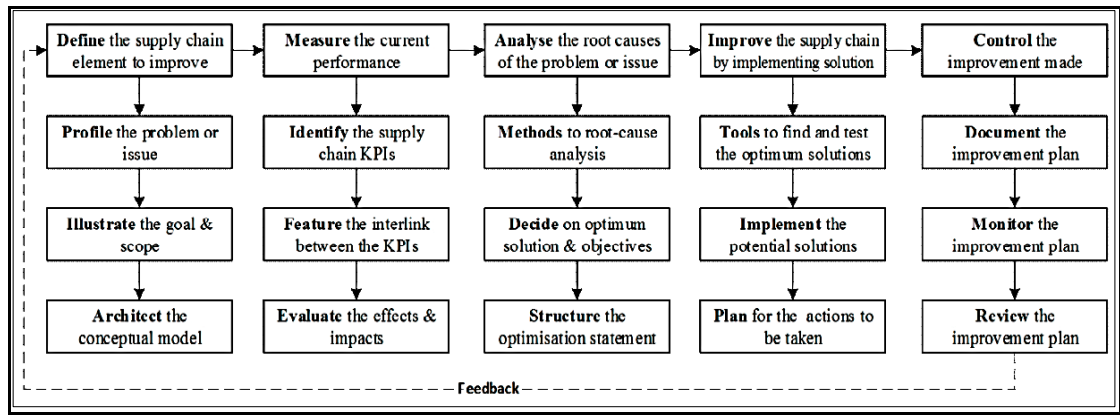 Define the supply chain
element to improve
Measure the current
performance
Analyse the root causes
of the problem or issue
Improve the supply chain
by implementing solution
Control the
improvement made
Profile the problem or
issue
Identify the supply
chain KPIs
Methods to root-cause
analysis
Tools to find and test
the optimum solutions
Document the
improvement plan
Illustrate the goal &
scope
Feature the interlink
between the KPIs
Decide on optimum
solution & objectives
Implement the
potential solutions
Monitor the
improvement plan
Architect the
conceptual model
Evaluate the effects &
impacts
Structure the
optimisation statement
Plan for the actions to
be taken
Review the
improvement plan
Feedback